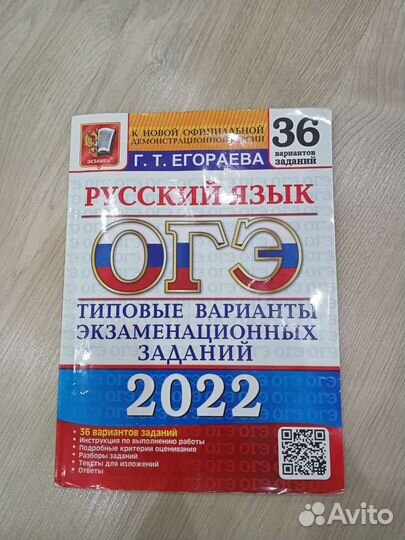 К НОВОЙ ОФИЦИАЛЬНОЙ
ДЕМОНСТРАЦИОННОЙ ВЕРСИИ
ЭКЗАМЕН
Г. Т. ЕГОРАЕВА
36
вариантов
заданий
РУССКИЙ ЯЗЫК
ОГЭ
ТИПОВЫЕ ВАРИАНТЫ
ЭКЗАМЕНАЦИОННЫХ
ЗАДАНИЙ
2022
• 36 вариантов заданий
• Инструкция по выполнению работы
• Подробные критерии оценивания
• Разборы заданий
• Тексты для изложений
• Ответы
Avito